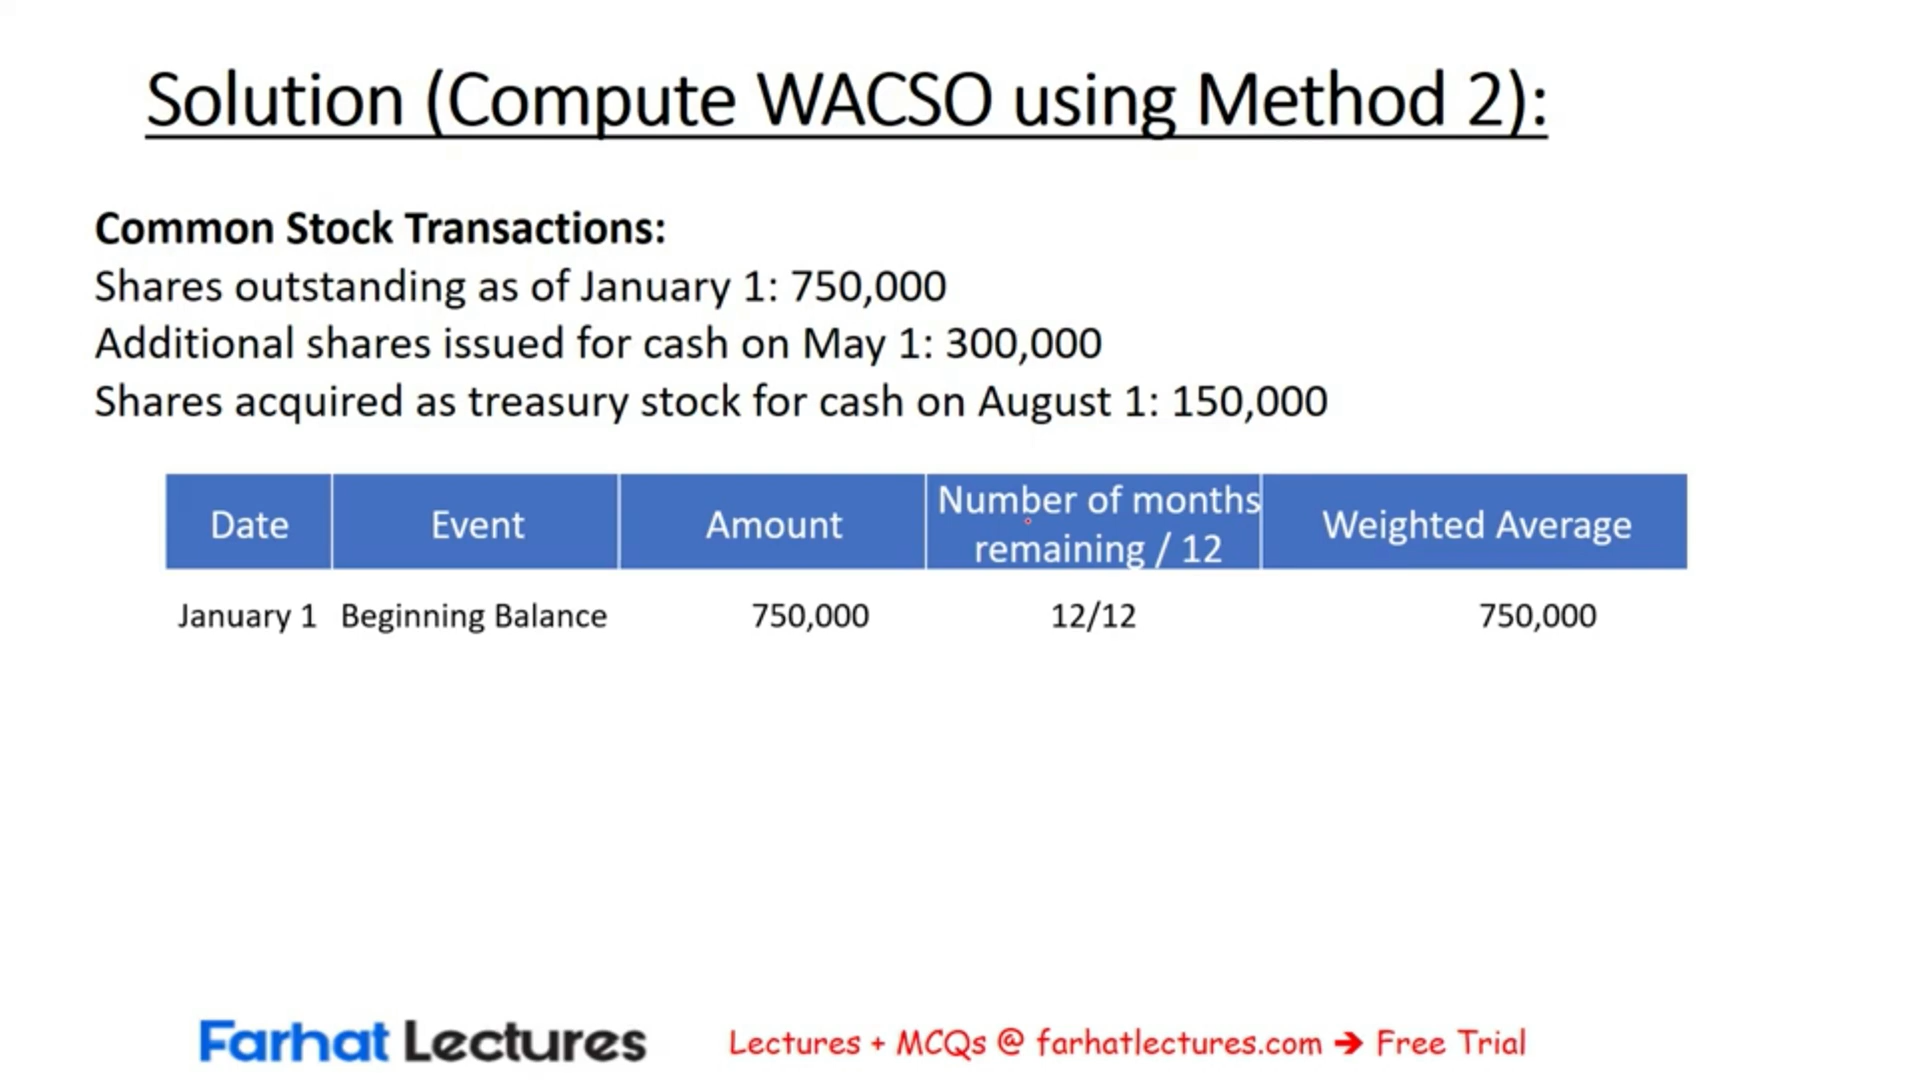 Solution (Compute WACSO using Method 2):
Common Stock Transactions:
Shares outstanding as of January 1: 750,000
Additional shares issued for cash on May 1: 300,000
Shares acquired as treasury stock for cash on August 1: 150,000
Date Event Amount Number of months remaining / 12 Weighted Average
January 1 Beginning Balance 750,000 12/12 750,000
Farhat Lectures Lectures + MCQs @ farhatlectures.com ➔ Free Trial